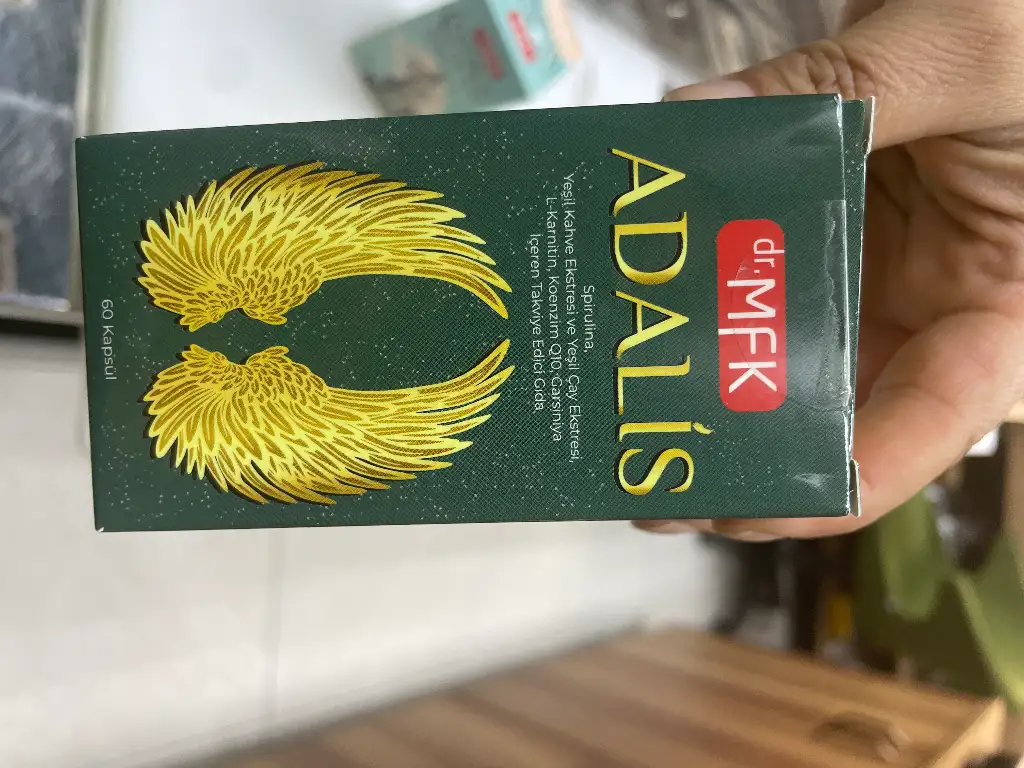 dr.MFK
ADALİS
Spirulina,
Yeşil Kahve Ekstresi ve Yeşil Çay Ekstresi,
L-Karnitin, Koenzim Q10, Garsiniya
İçeren Takviye Edici Gıda
60 Kapsül